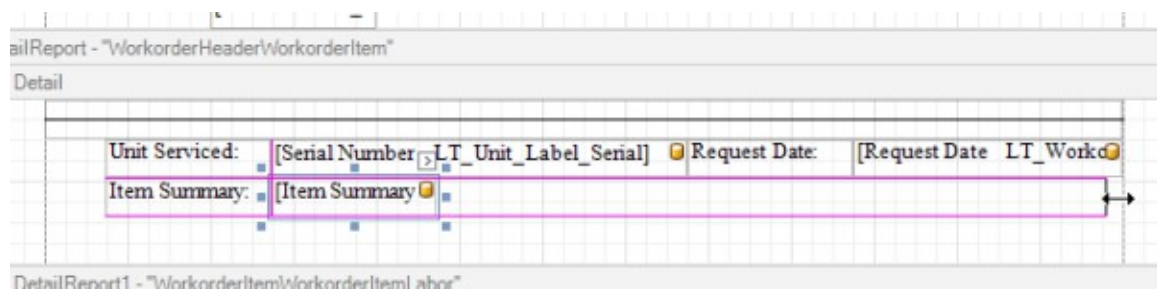 ailReport - "WorkorderHeaderWorkorderItem"
Detail
Unit Serviced: [Serial Number LT_Unit_Label_Serial] Request Date: [Request Date LT_Worko
Item Summary: [Item Summary
DetailReport1 - "WorkorderItemWorkorderItemLabor"